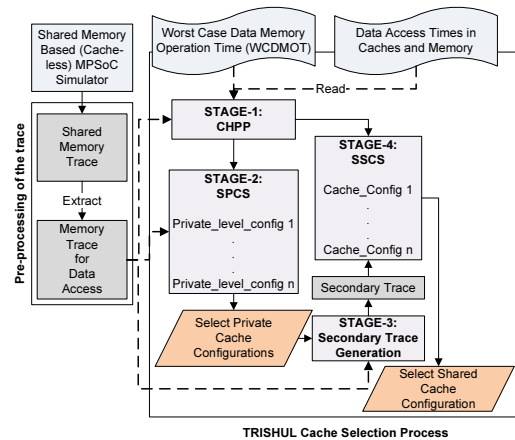 Shared Memory
Based (Cache-
less) MPSoC
Simulator
Worst Case Data Memory
Operation Time (WCDMOT)
Data Access Times in
Caches and Memory
Read
Pre-processing of the trace
Shared
Memory
Trace
Extract
Memory
Trace
for
Data
Access
STAGE-1:
CHPP
STAGE-2:
SPCS
Private_level_config 1
.
.
.
Private_level_config n
STAGE-4:
SSCS
Cache_Config 1
.
.
.
Cache_Config n
Secondary Trace
Select Private
Cache
Configurations
STAGE-3:
Secondary Trace
Generation
Select Shared
Cache
Configuration
TRISHUL Cache Selection Process